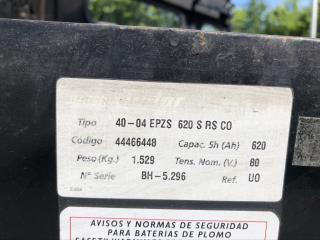 Tipo 40-04 EPZS 620 S RS CO
Código 44466448 Capac. 5h (Ah) 620
Peso (Kg.) 1.529 Tens. Nom. (V.) 80
Nº Serie BH-5.296 Ref. UO
AVISOS Y NORMAS DE SEGURIDAD
PARA BATERIAS DE PLOMO